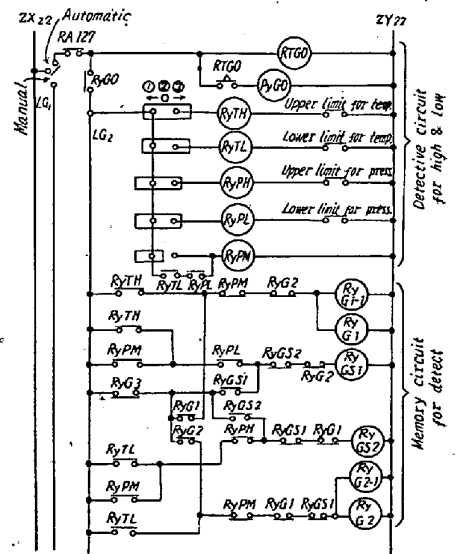 ZX22
Automatic
ZY22
RA127
RTGO
RTGO
RyGO
RyGO
Manual
LG1
① ② ③
LG2
RyTH
Upper limit for temp.
RyTL
Lower limit for temp.
RyPH
Upper limit for press.
RyPL
Lower limit for press.
RyPM
RyTL RyPL
Detective circuit
for high & low
RyTH
RyPM RyG2
Ry G1-1
RyTH
Ry G1
RyPM
RyPL
RyGS2
RyG2
Ry GS1
RyG3
RyGS1
RyG1
RyGS2
RyG2
RyPH
RyGS1 RyG1
Ry GS2
RyTL
Ry G2-1
RyPM
RyPM RyG1 RyGS1
Ry G2
RyTL
Memory circuit
for detect